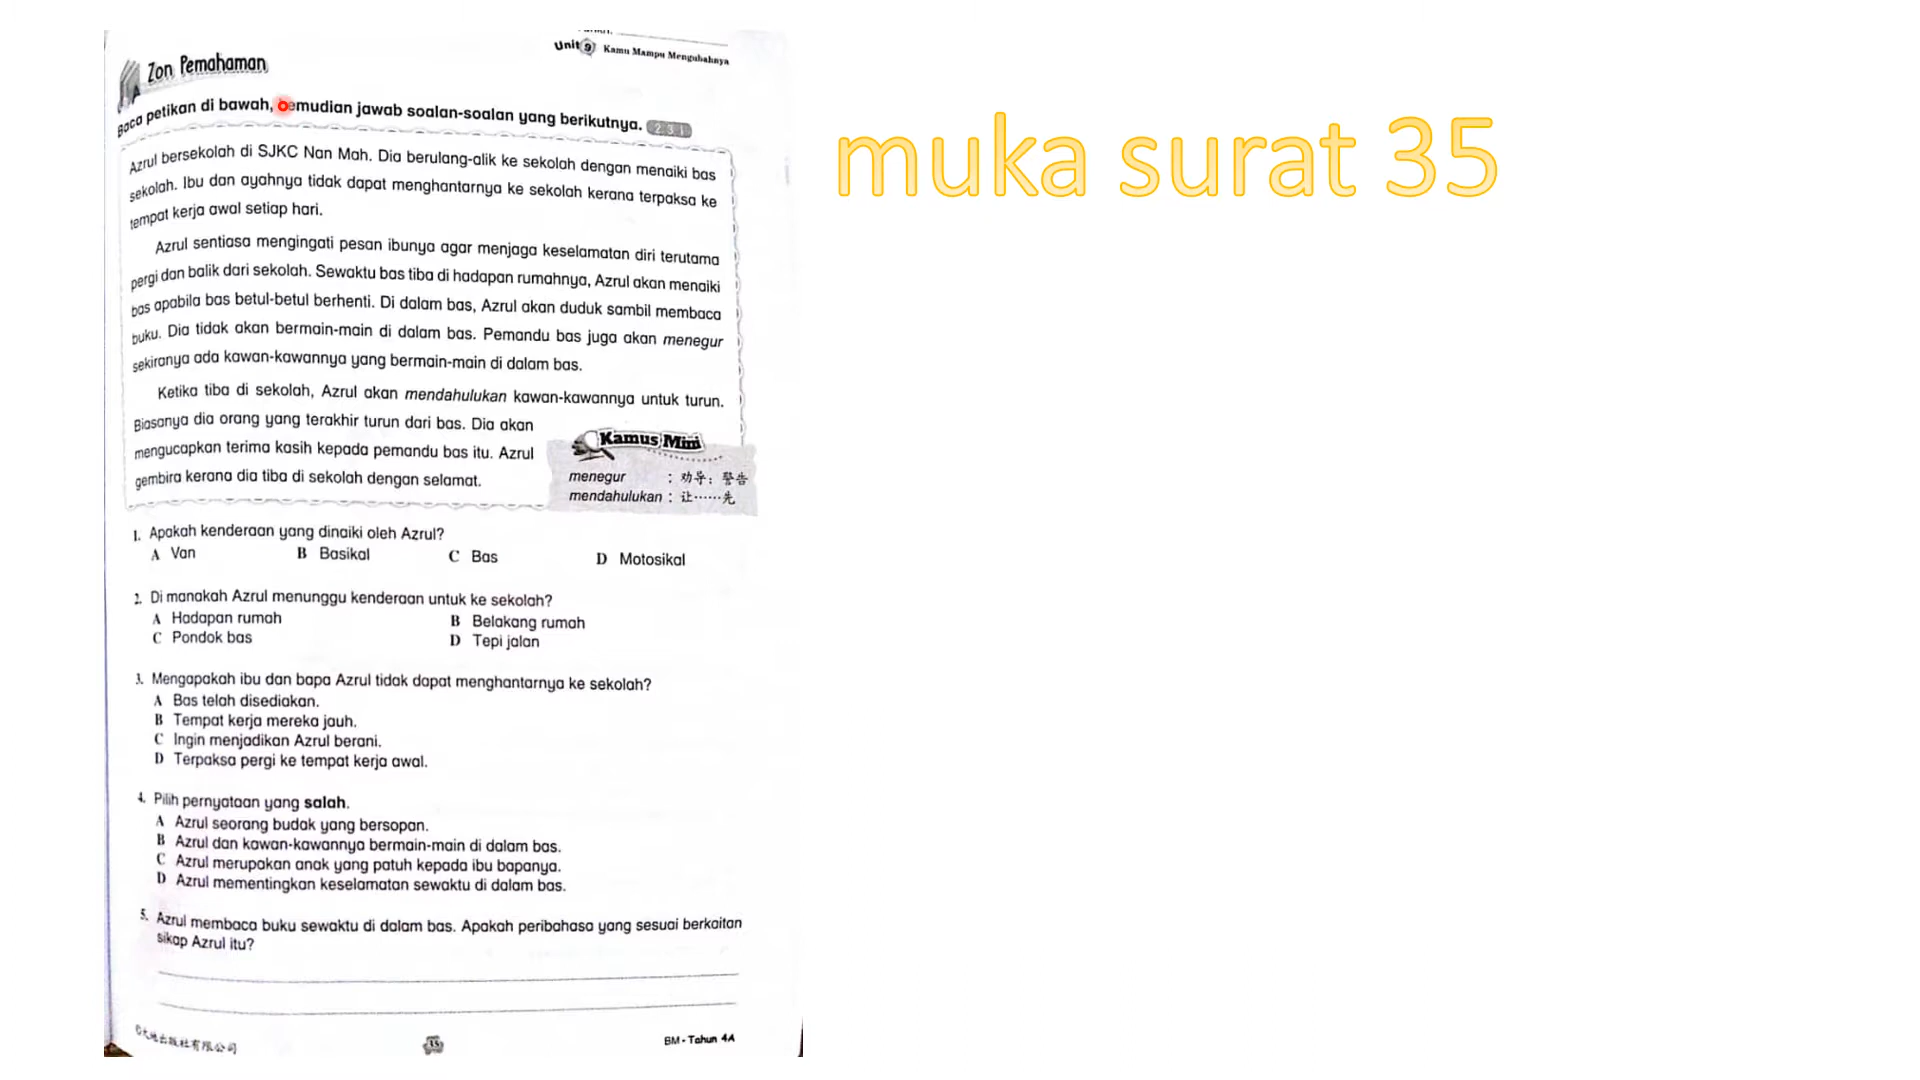 Unit 9 Kamu Mampu Mengubahnya
Zon Pemahaman
A
Baca petikan di bawah, kemudian jawab soalan-soalan yang berikutnya. 2.3.1
Azrul bersekolah di SJKC Nan Mah. Dia berulang-alik ke sekolah dengan menaiki bas
sekolah. Ibu dan ayahnya tidak dapat menghantarnya ke sekolah kerana terpaksa ke
tempat kerja awal setiap hari.
Azrul sentiasa mengingati pesan ibunya agar menjaga keselamatan diri terutama
pergi dan balik dari sekolah. Sewaktu bas tiba di hadapan rumahnya, Azrul akan menaiki
bas apabila bas betul-betul berhenti. Di dalam bas, Azrul akan duduk sambil membaca
buku. Dia tidak akan bermain-main di dalam bas. Pemandu bas juga akan menegur
sekiranya ada kawan-kawannya yang bermain-main di dalam bas.
Ketika tiba di sekolah, Azrul akan mendahulukan kawan-kawannya untuk turun.
Biasanya dia orang yang terakhir turun dari bas. Dia akan
mengucapkan terima kasih kepada pemandu bas itu. Azrul
gembira kerana dia tiba di sekolah dengan selamat.
Kamus Mini
menegur : 劝导；警告
mendahulukan : 让······先
1. Apakah kenderaan yang dinaiki oleh Azrul?
A Van B Basikal C Bas D Motosikal
2. Di manakah Azrul menunggu kenderaan untuk ke sekolah?
A Hadapan rumah B Belakang rumah
C Pondok bas D Tepi jalan
3. Mengapakah ibu dan bapa Azrul tidak dapat menghantarnya ke sekolah?
A Bas telah disediakan.
B Tempat kerja mereka jauh.
C Ingin menjadikan Azrul berani.
D Terpaksa pergi ke tempat kerja awal.
4. Pilih pernyataan yang salah.
A Azrul seorang budak yang bersopan.
B Azrul dan kawan-kawannya bermain-main di dalam bas.
C Azrul merupakan anak yang patuh kepada ibu bapanya.
D Azrul mementingkan keselamatan sewaktu di dalam bas.
5. Azrul membaca buku sewaktu di dalam bas. Apakah peribahasa yang sesuai berkaitan
sikap Azrul itu?
©大地出版社有限公司 35 BM - Tahun 4A
muka surat 35